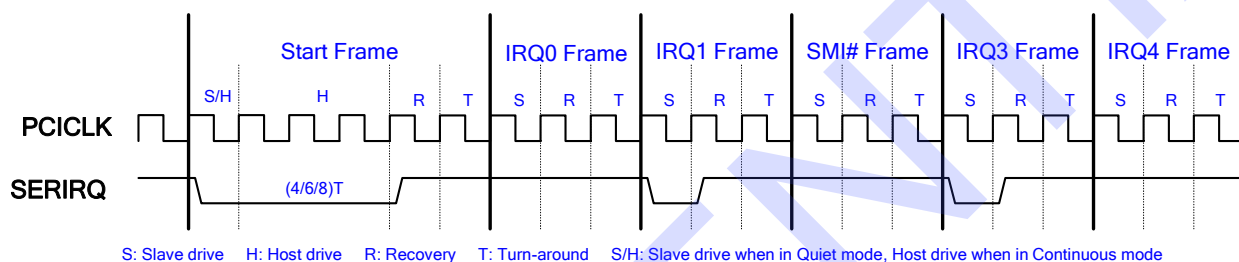 Start Frame IRQ0 Frame IRQ1 Frame SMI# Frame IRQ3 Frame IRQ4 Frame
S/H H R T S R T S R T S R T S R T S R T
PCICLK
SERIRQ (4/6/8)T
S: Slave drive H: Host drive R: Recovery T: Turn-around S/H: Slave drive when in Quiet mode, Host drive when in Continuous mode